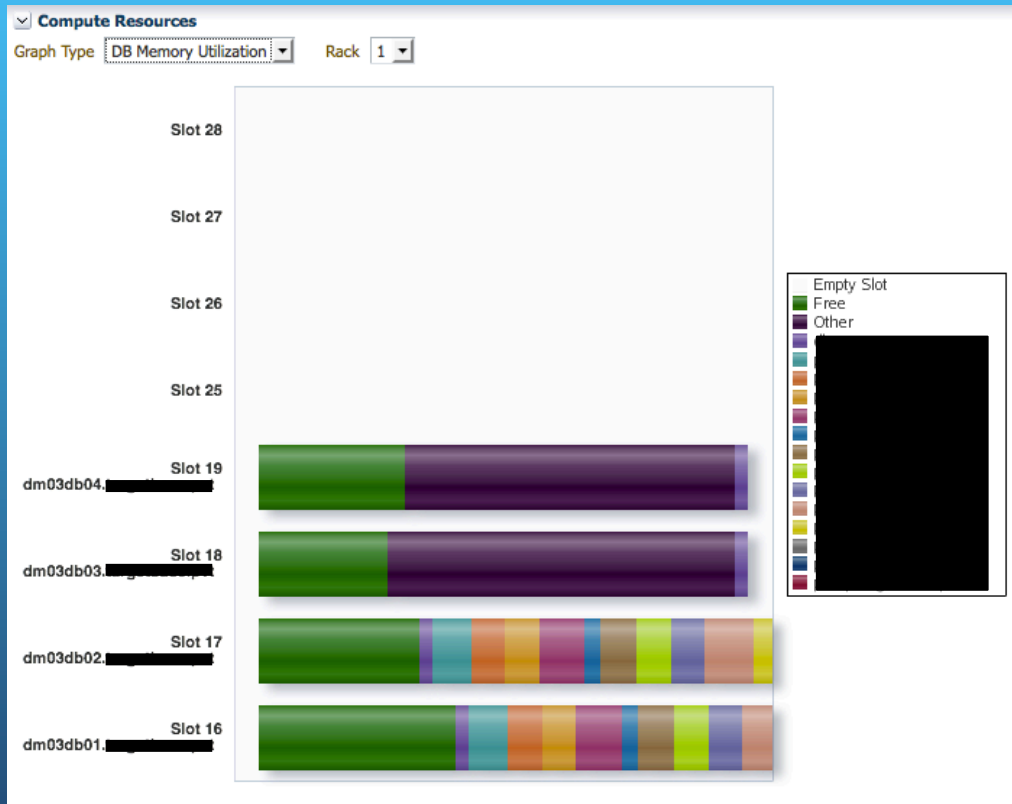 Compute Resources
Graph Type DB Memory Utilization Rack 1
Slot 28
Slot 27
Slot 26
Slot 25
Slot 19
dm03db04.
Slot 18
dm03db03.
Slot 17
dm03db02.
Slot 16
dm03db01.
Empty Slot
Free
Other